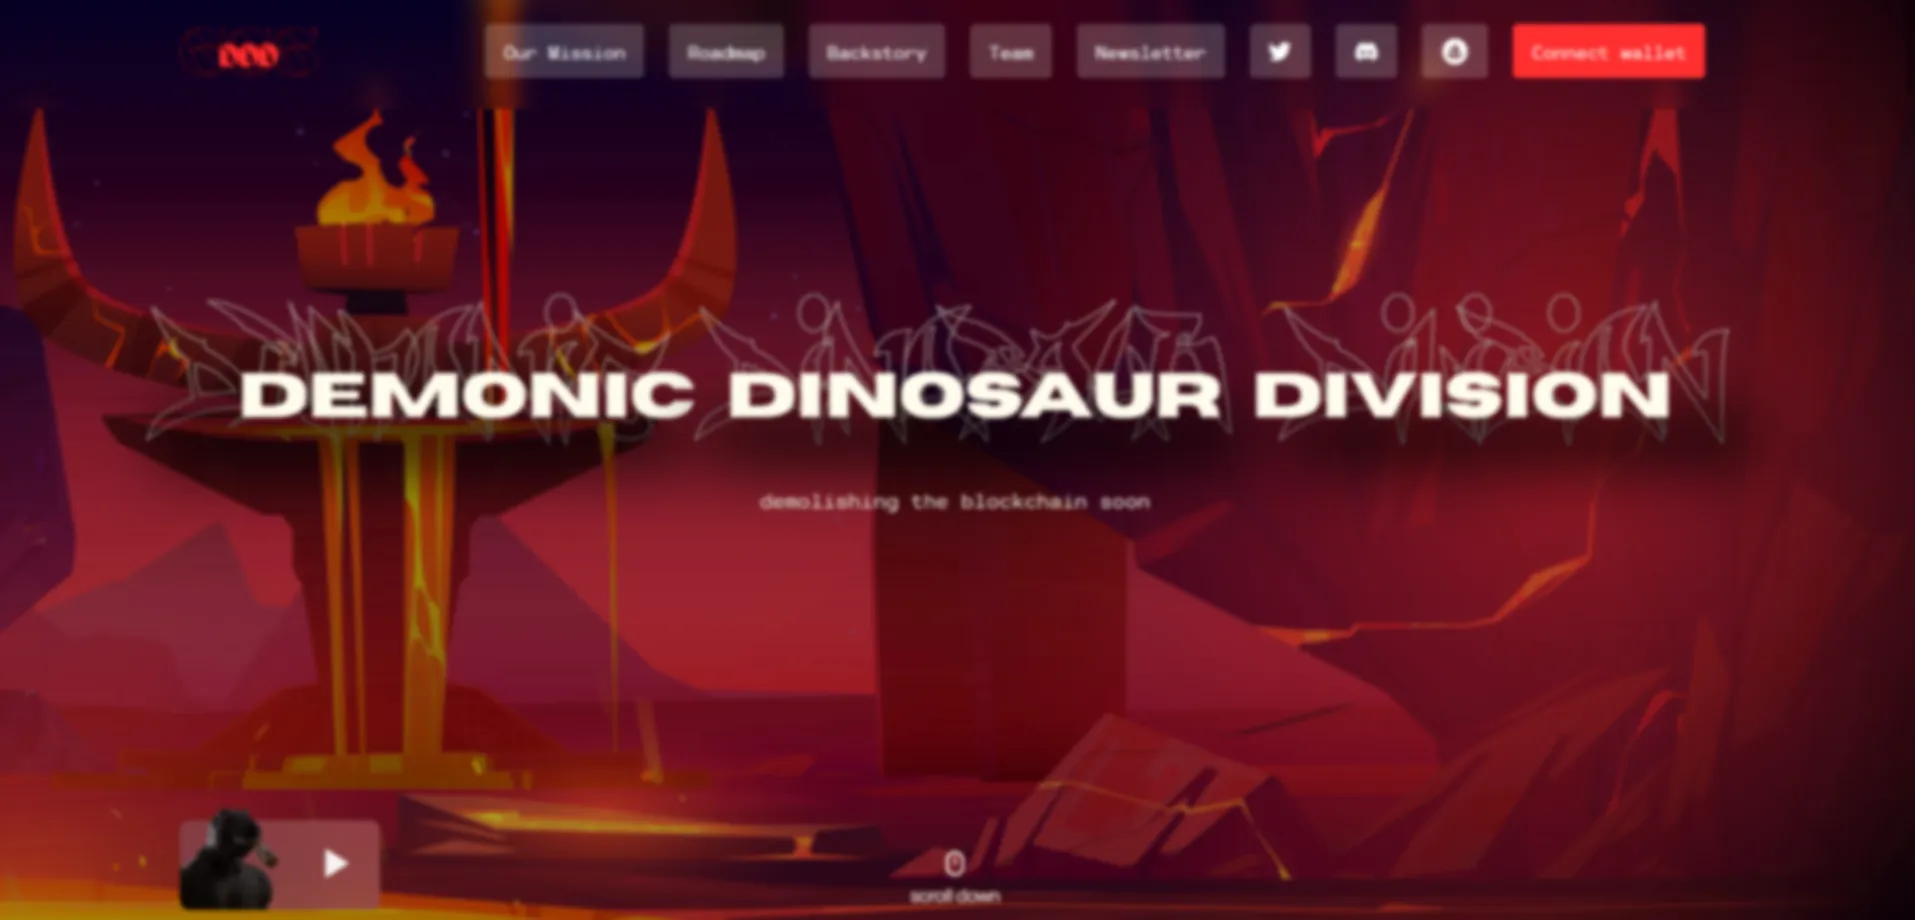 DDD
Our Mission
Roadmap
Backstory
Team
Newsletter
Connect wallet
DEMONIC DINOSAUR DIVISION
demolishing the blockchain soon
scroll down